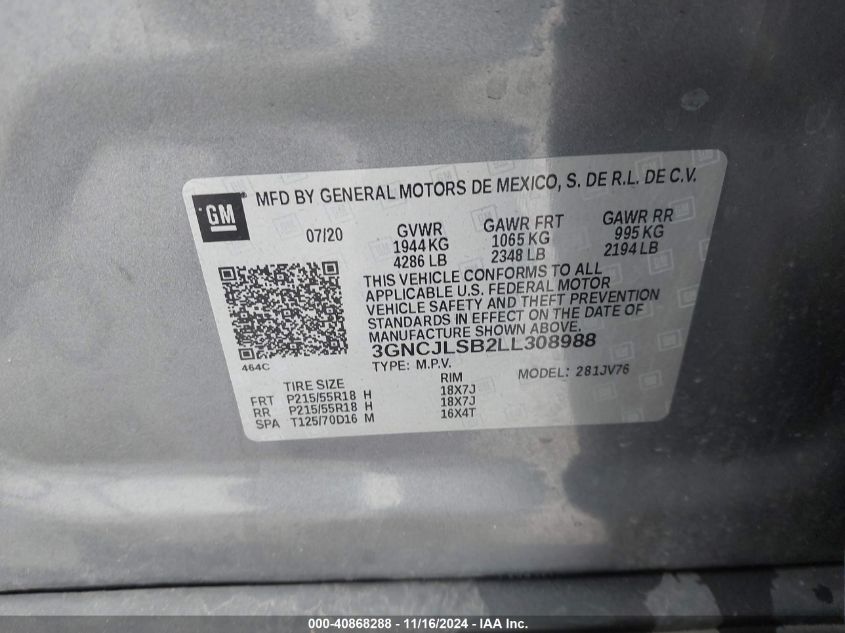 GM
MFD BY GENERAL MOTORS DE MEXICO, S. DE R.L. DE C.V.
07/20 GVWR GAWR FRT GAWR RR
1944 KG 1065 KG 995 KG
4286 LB 2348 LB 2194 LB
THIS VEHICLE CONFORMS TO ALL
APPLICABLE U.S. FEDERAL MOTOR
VEHICLE SAFETY AND THEFT PREVENTION
STANDARDS IN EFFECT ON THE DATE OF
MANUFACTURE SHOWN ABOVE.
464C
3GNCJLSB2LL308988
TYPE: M.P.V. MODEL: 281JV76
TIRE SIZE RIM
FRT P215/55R18 H 18X7J
RR P215/55R18 H 18X7J
SPA T125/70D16 M 16X4T
000-40868288 - 11/16/2024 - IAA Inc.